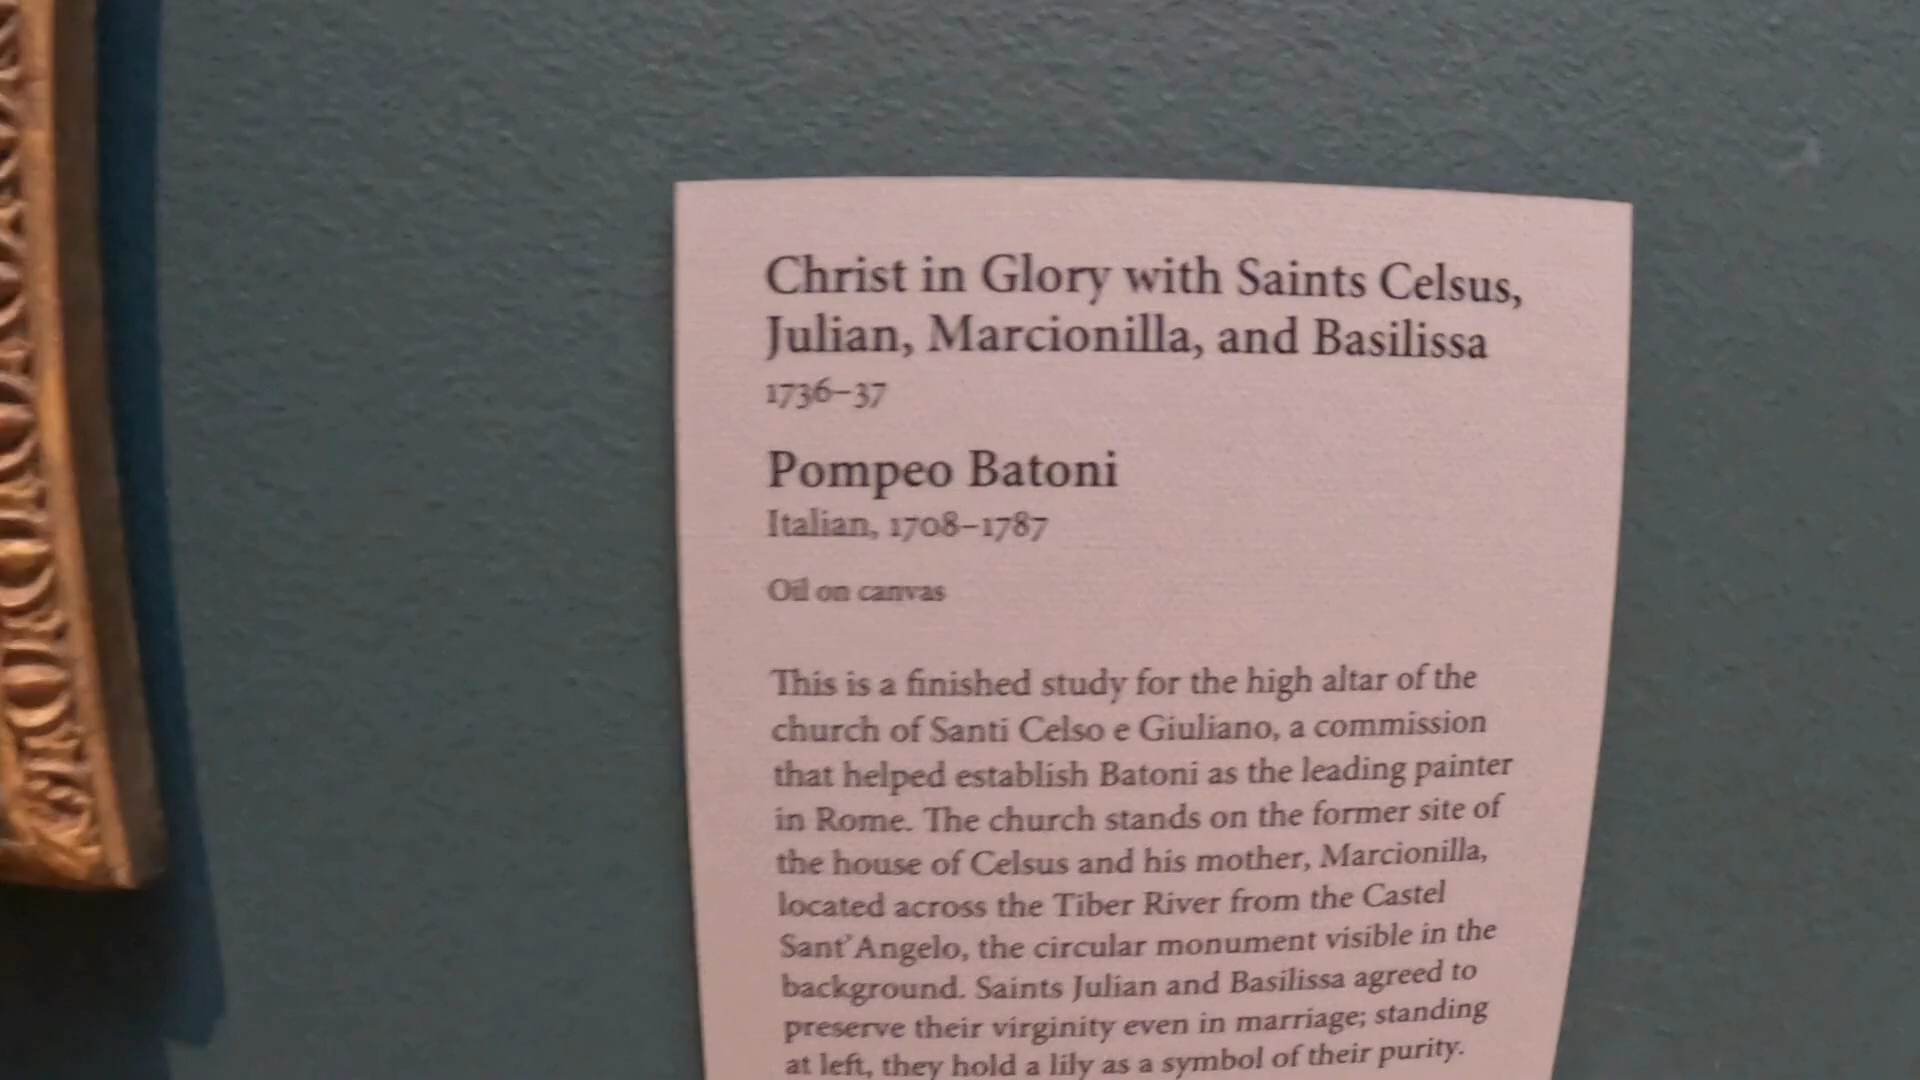 Christ in Glory with Saints Celsus,
Julian, Marcionilla, and Basilissa
1736–37
Pompeo Batoni
Italian, 1708–1787
Oil on canvas
This is a finished study for the high altar of the
church of Santi Celso e Giuliano, a commission
that helped establish Batoni as the leading painter
in Rome. The church stands on the former site of
the house of Celsus and his mother, Marcionilla,
located across the Tiber River from the Castel
Sant’Angelo, the circular monument visible in the
background. Saints Julian and Basilissa agreed to
preserve their virginity even in marriage; standing
at left, they hold a lily as a symbol of their purity.